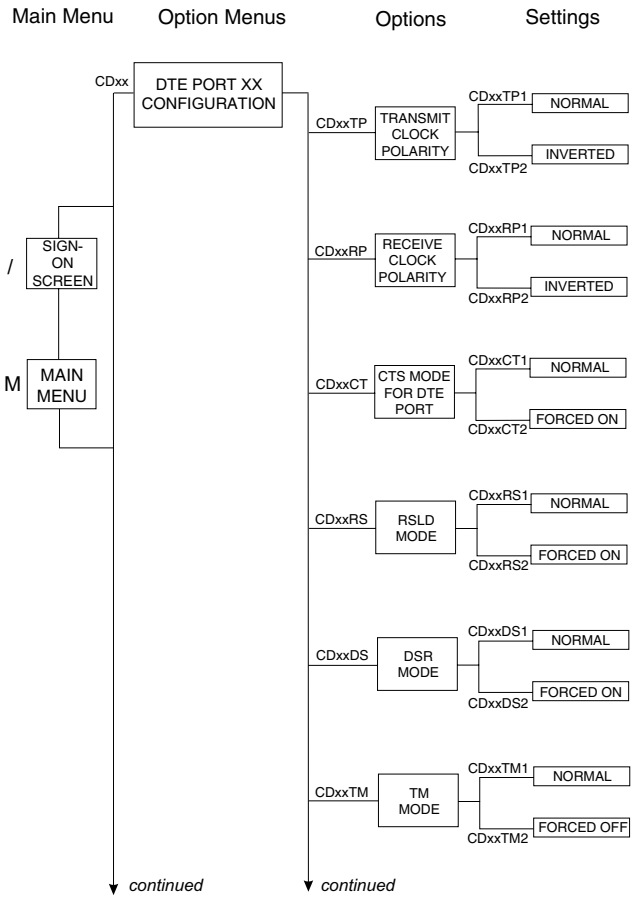 Main Menu Option Menus Options Settings
CDxx
DTE PORT XX
CONFIGURATION
/
SIGN-
ON
SCREEN
M
MAIN
MENU
CDxxTP
TRANSMIT
CLOCK
POLARITY
CDxxTP1
NORMAL
INVERTED
CDxxTP2
CDxxRP
RECEIVE
CLOCK
POLARITY
CDxxRP1
NORMAL
INVERTED
CDxxRP2
CDxxCT
CTS MODE
FOR DTE
PORT
CDxxCT1
NORMAL
FORCED ON
CDxxCT2
CDxxRS
RSLD
MODE
CDxxRS1
NORMAL
FORCED ON
CDxxRS2
CDxxDS
DSR
MODE
CDxxDS1
NORMAL
FORCED ON
CDxxDS2
CDxxTM
TM
MODE
CDxxTM1
NORMAL
FORCED OFF
CDxxTM2
continued
continued